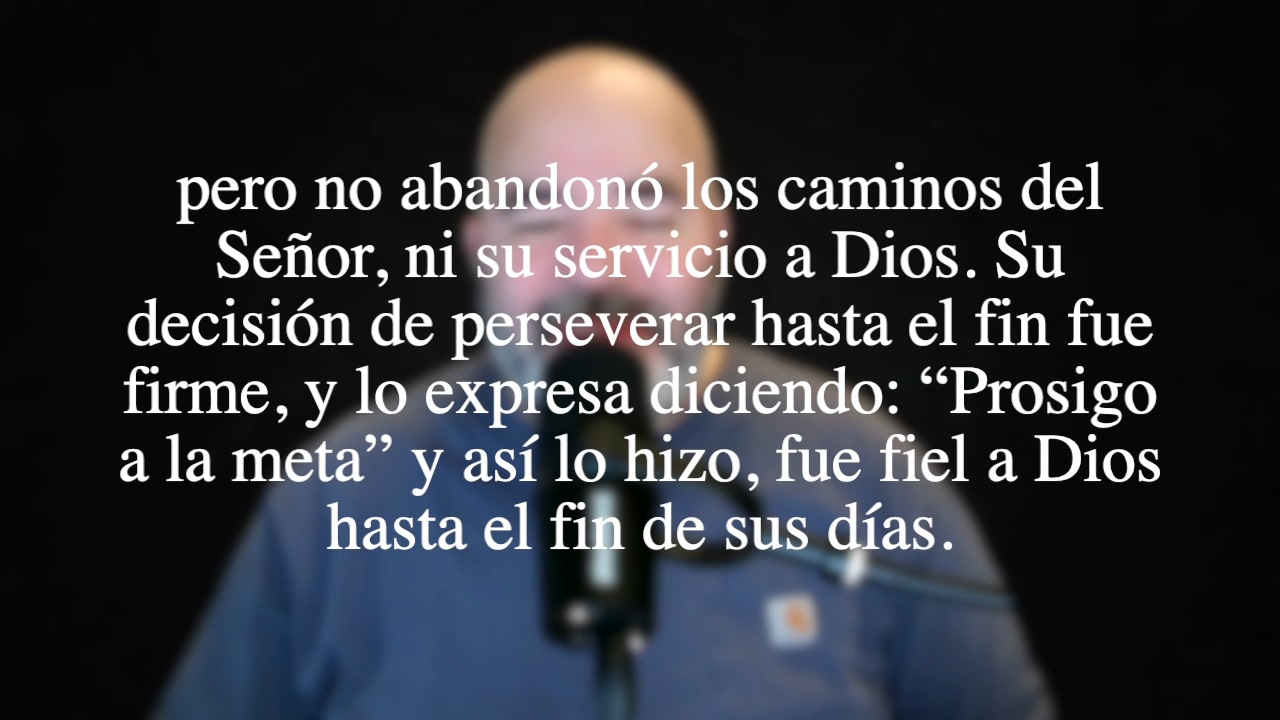 pero no abandonó los caminos del
Señor, ni su servicio a Dios. Su
decisión de perseverar hasta el fin fue
firme, y lo expresa diciendo: “Prosigo
a la meta” y así lo hizo, fue fiel a Dios
hasta el fin de sus días.